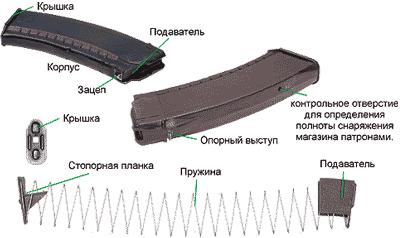 Крышка
Подаватель
Корпус
Зацеп
контрольное отверстие
для определения
полноты снаряжения
магазина патронами.
Опорный выступ
Крышка
Стопорная планка
Пружина
Подаватель